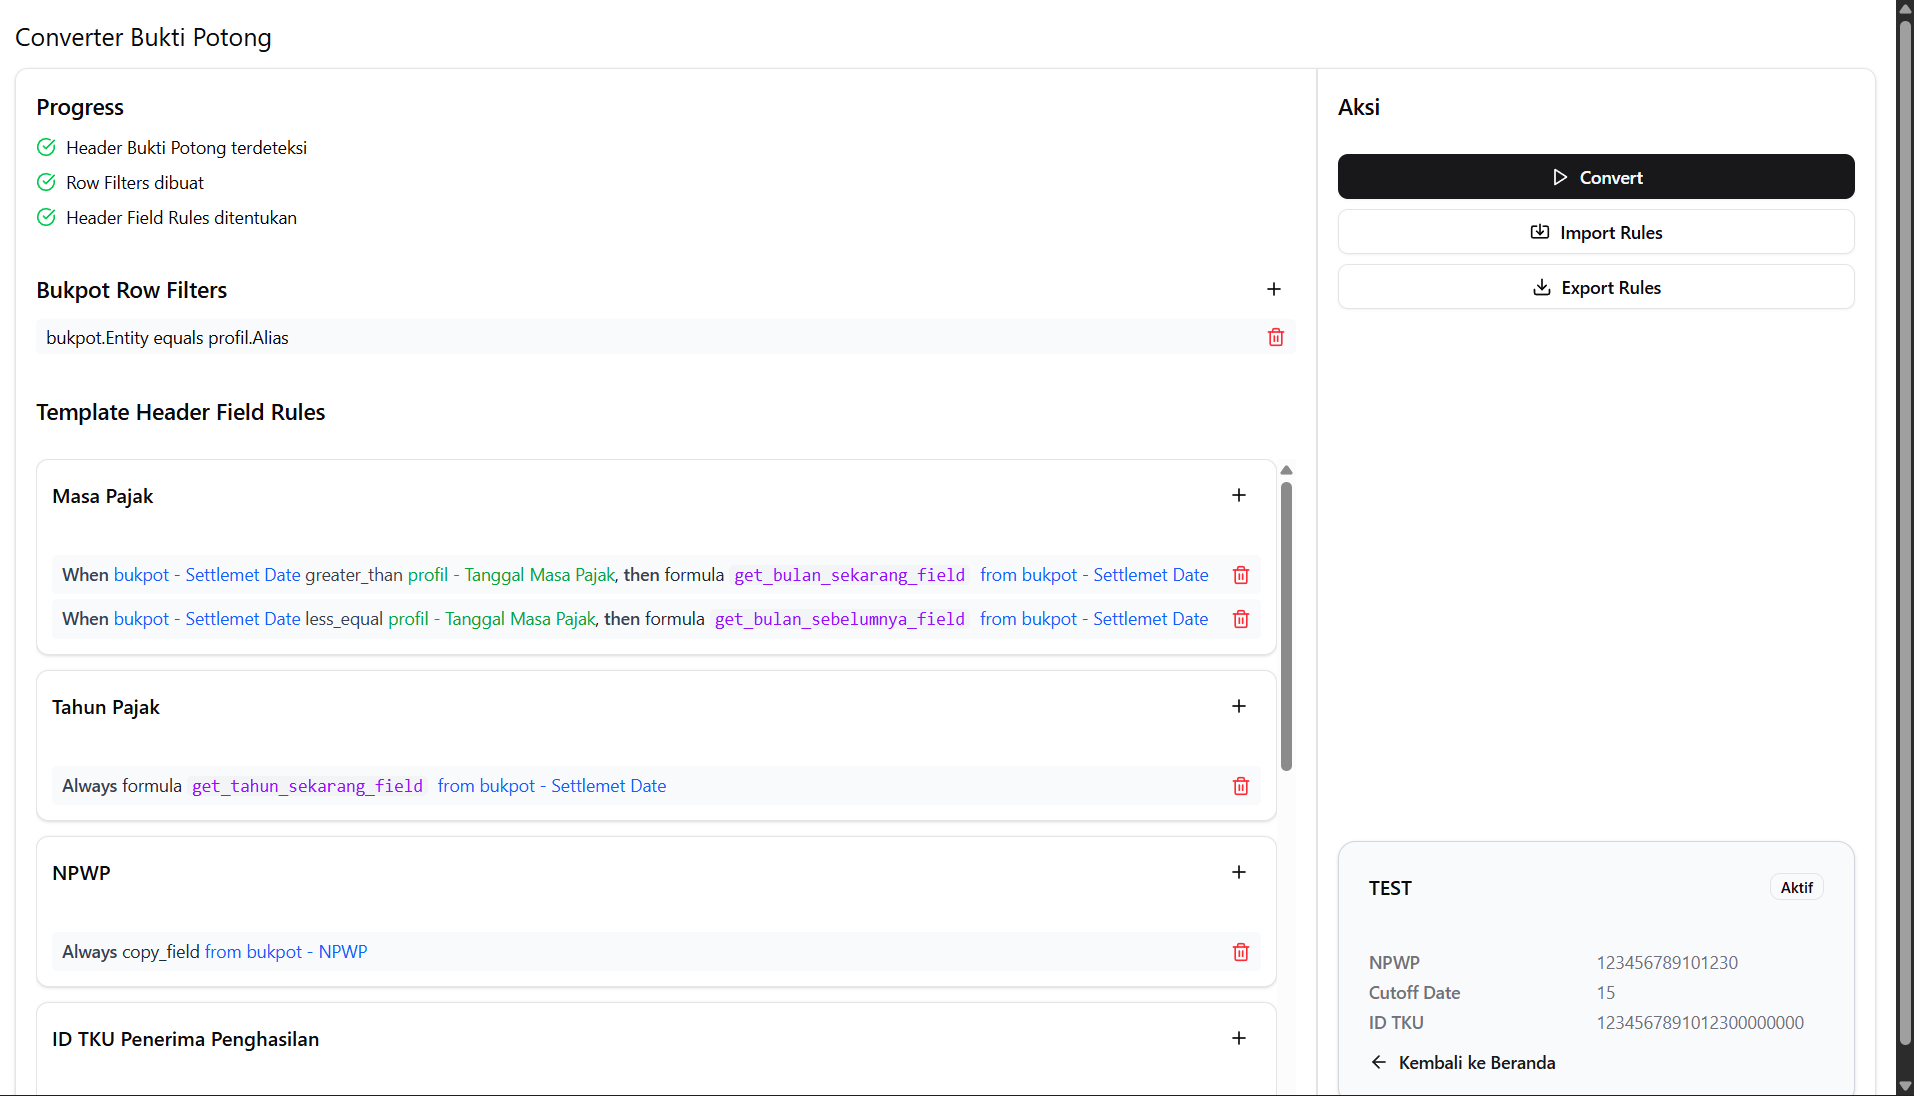 Converter Bukti Potong
Progress
Header Bukti Potong terdeteksi
Row Filters dibuat
Header Field Rules ditentukan
Bukpot Row Filters
bukpot.Entity equals profil.Alias
Template Header Field Rules
Masa Pajak
When bukpot - Settlemet Date greater_than profil - Tanggal Masa Pajak, then formula get_bulan_sekarang_field from bukpot - Settlemet Date
When bukpot - Settlemet Date less_equal profil - Tanggal Masa Pajak, then formula get_bulan_sebelumnya_field from bukpot - Settlemet Date
Tahun Pajak
Always formula get_tahun_sekarang_field from bukpot - Settlemet Date
NPWP
Always copy_field from bukpot - NPWP
ID TKU Penerima Penghasilan
Aksi
Convert
Import Rules
Export Rules
TEST
Aktif
NPWP 123456789101230
Cutoff Date 15
ID TKU 1234567891012300000000
Kembali ke Beranda